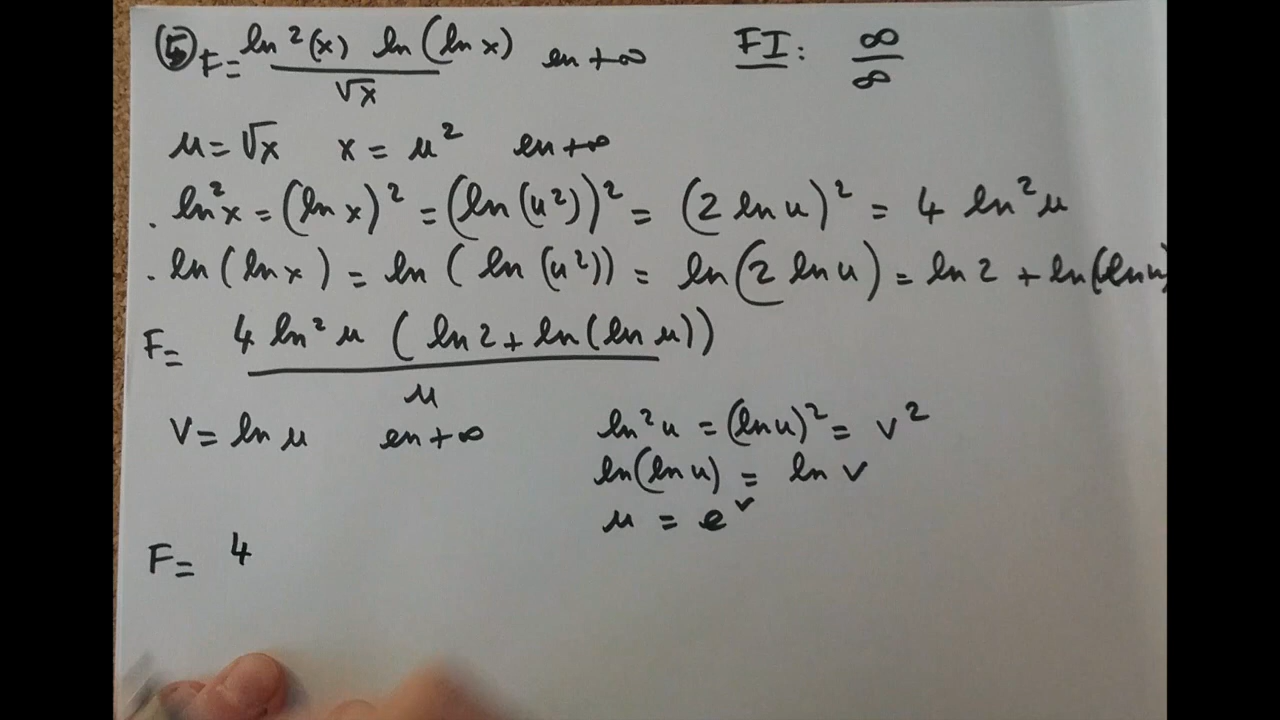 ⑤ F = ln²(x) ln(ln x) / √x en +∞ FI: ∞/∞
u = √x x = u² en +∞
. ln²x = (ln x)² = (ln(u²))² = (2 ln u)² = 4 ln²u
. ln(ln x) = ln(ln(u²)) = ln(2 ln u) = ln 2 + ln(ln u)
F = 4 ln²u (ln 2 + ln(ln u)) / u
V = ln u en +∞ ln²u = (ln u)² = v²
ln(ln u) = ln v
u = e^v
F = 4